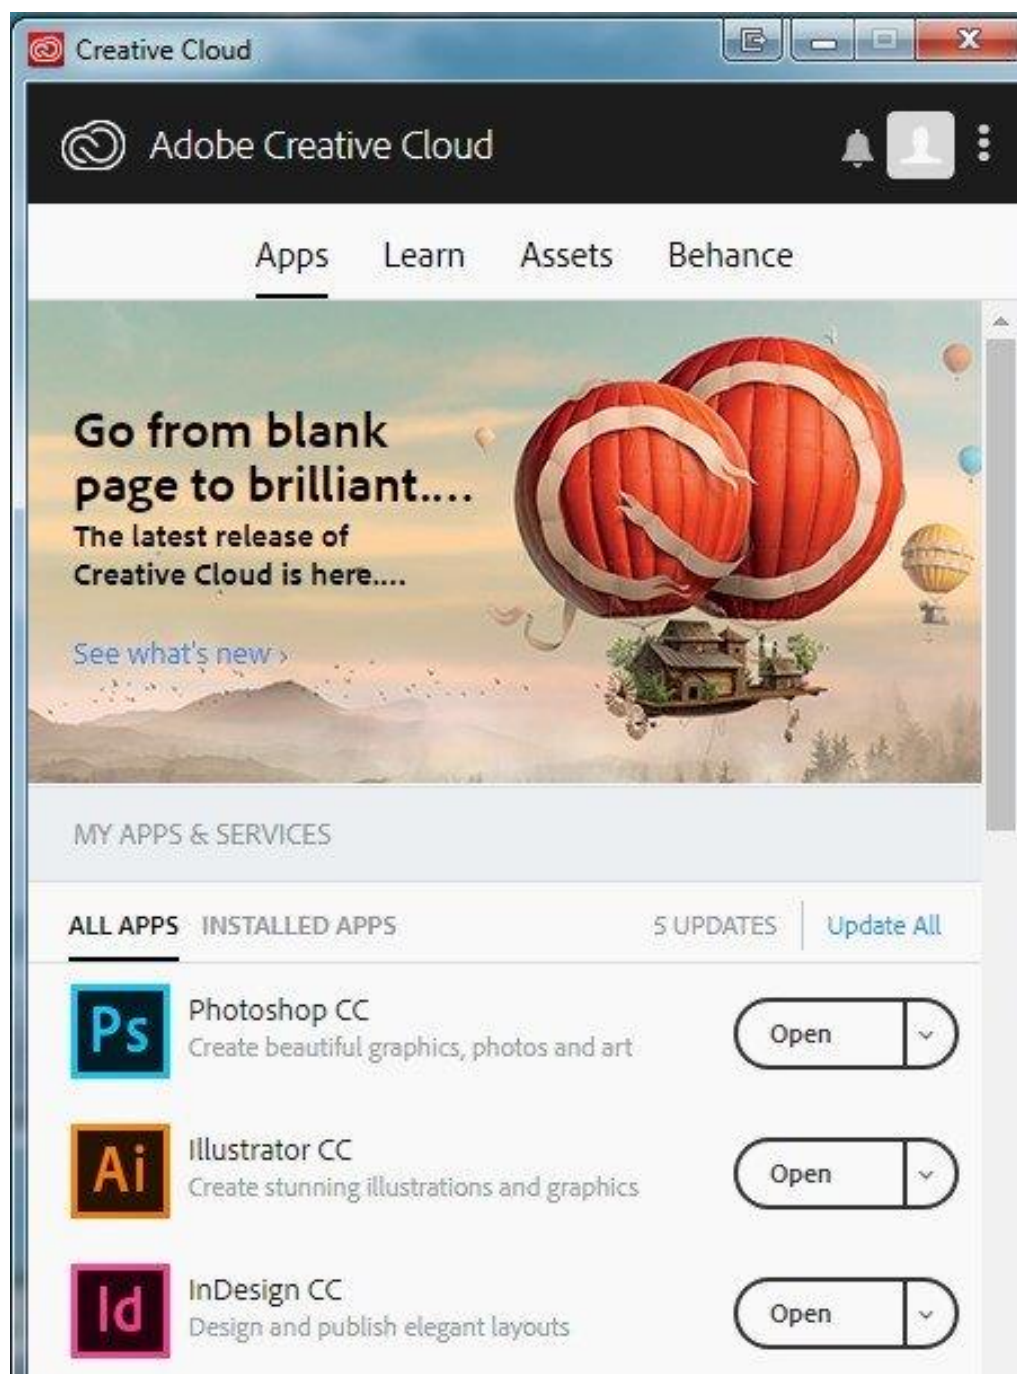 Creative Cloud
Adobe Creative Cloud
Apps Learn Assets Behance
Go from blank
page to brilliant....
The latest release of
Creative Cloud is here....
See what's new ›
MY APPS & SERVICES
ALL APPS INSTALLED APPS 5 UPDATES Update All
Ps
Photoshop CC
Create beautiful graphics, photos and art
Open
Ai
Illustrator CC
Create stunning illustrations and graphics
Open
Id
InDesign CC
Design and publish elegant layouts
Open